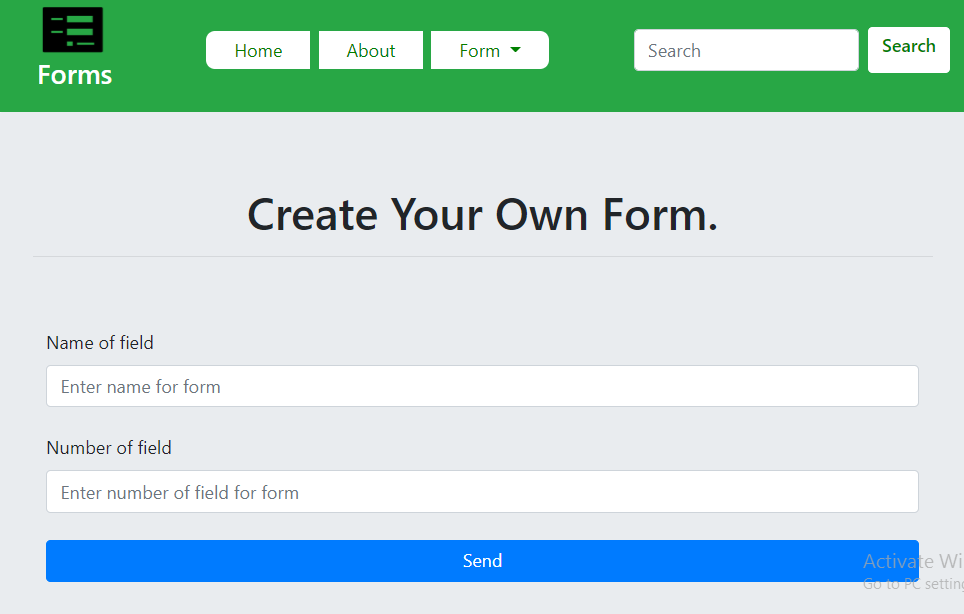 Forms
Home
About
Form
Search
Search
Create Your Own Form.
Name of field
Enter name for form
Number of field
Enter number of field for form
Send
Activate Wi
Go to PC setting